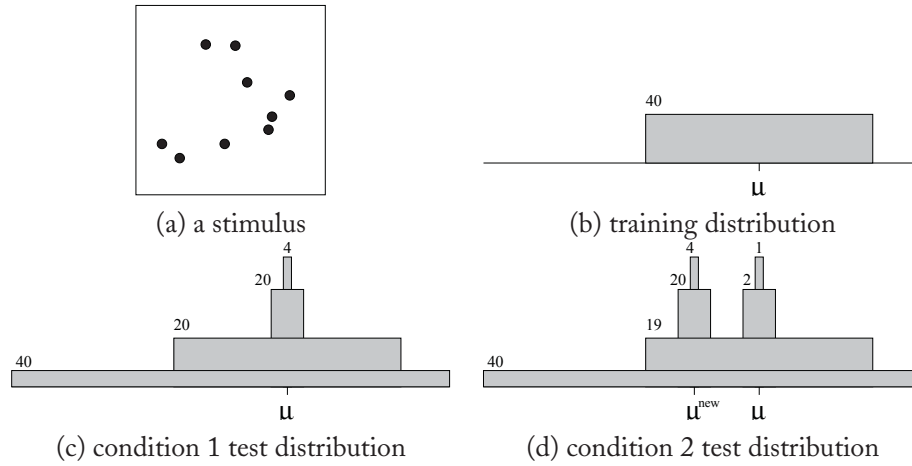 40
μ
(a) a stimulus
(b) training distribution
4
20
20
40
μ
4
1
20
2
19
40
μnew
μ
(c) condition 1 test distribution
(d) condition 2 test distribution